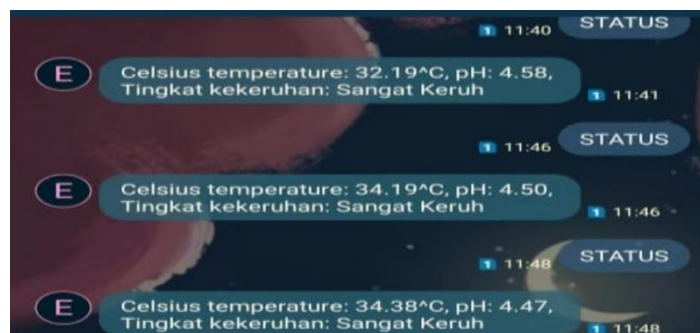 STATUS
1 11:40
E
Celsius temperature: 32.19^C, pH: 4.58,
Tingkat kekeruhan: Sangat Keruh
1 11:41
STATUS
1 11:46
E
Celsius temperature: 34.19^C, pH: 4.50,
Tingkat kekeruhan: Sangat Keruh
1 11:46
STATUS
1 11:48
E
Celsius temperature: 34.38^C, pH: 4.47,
Tingkat kekeruhan: Sangat Keruh
1 11:48